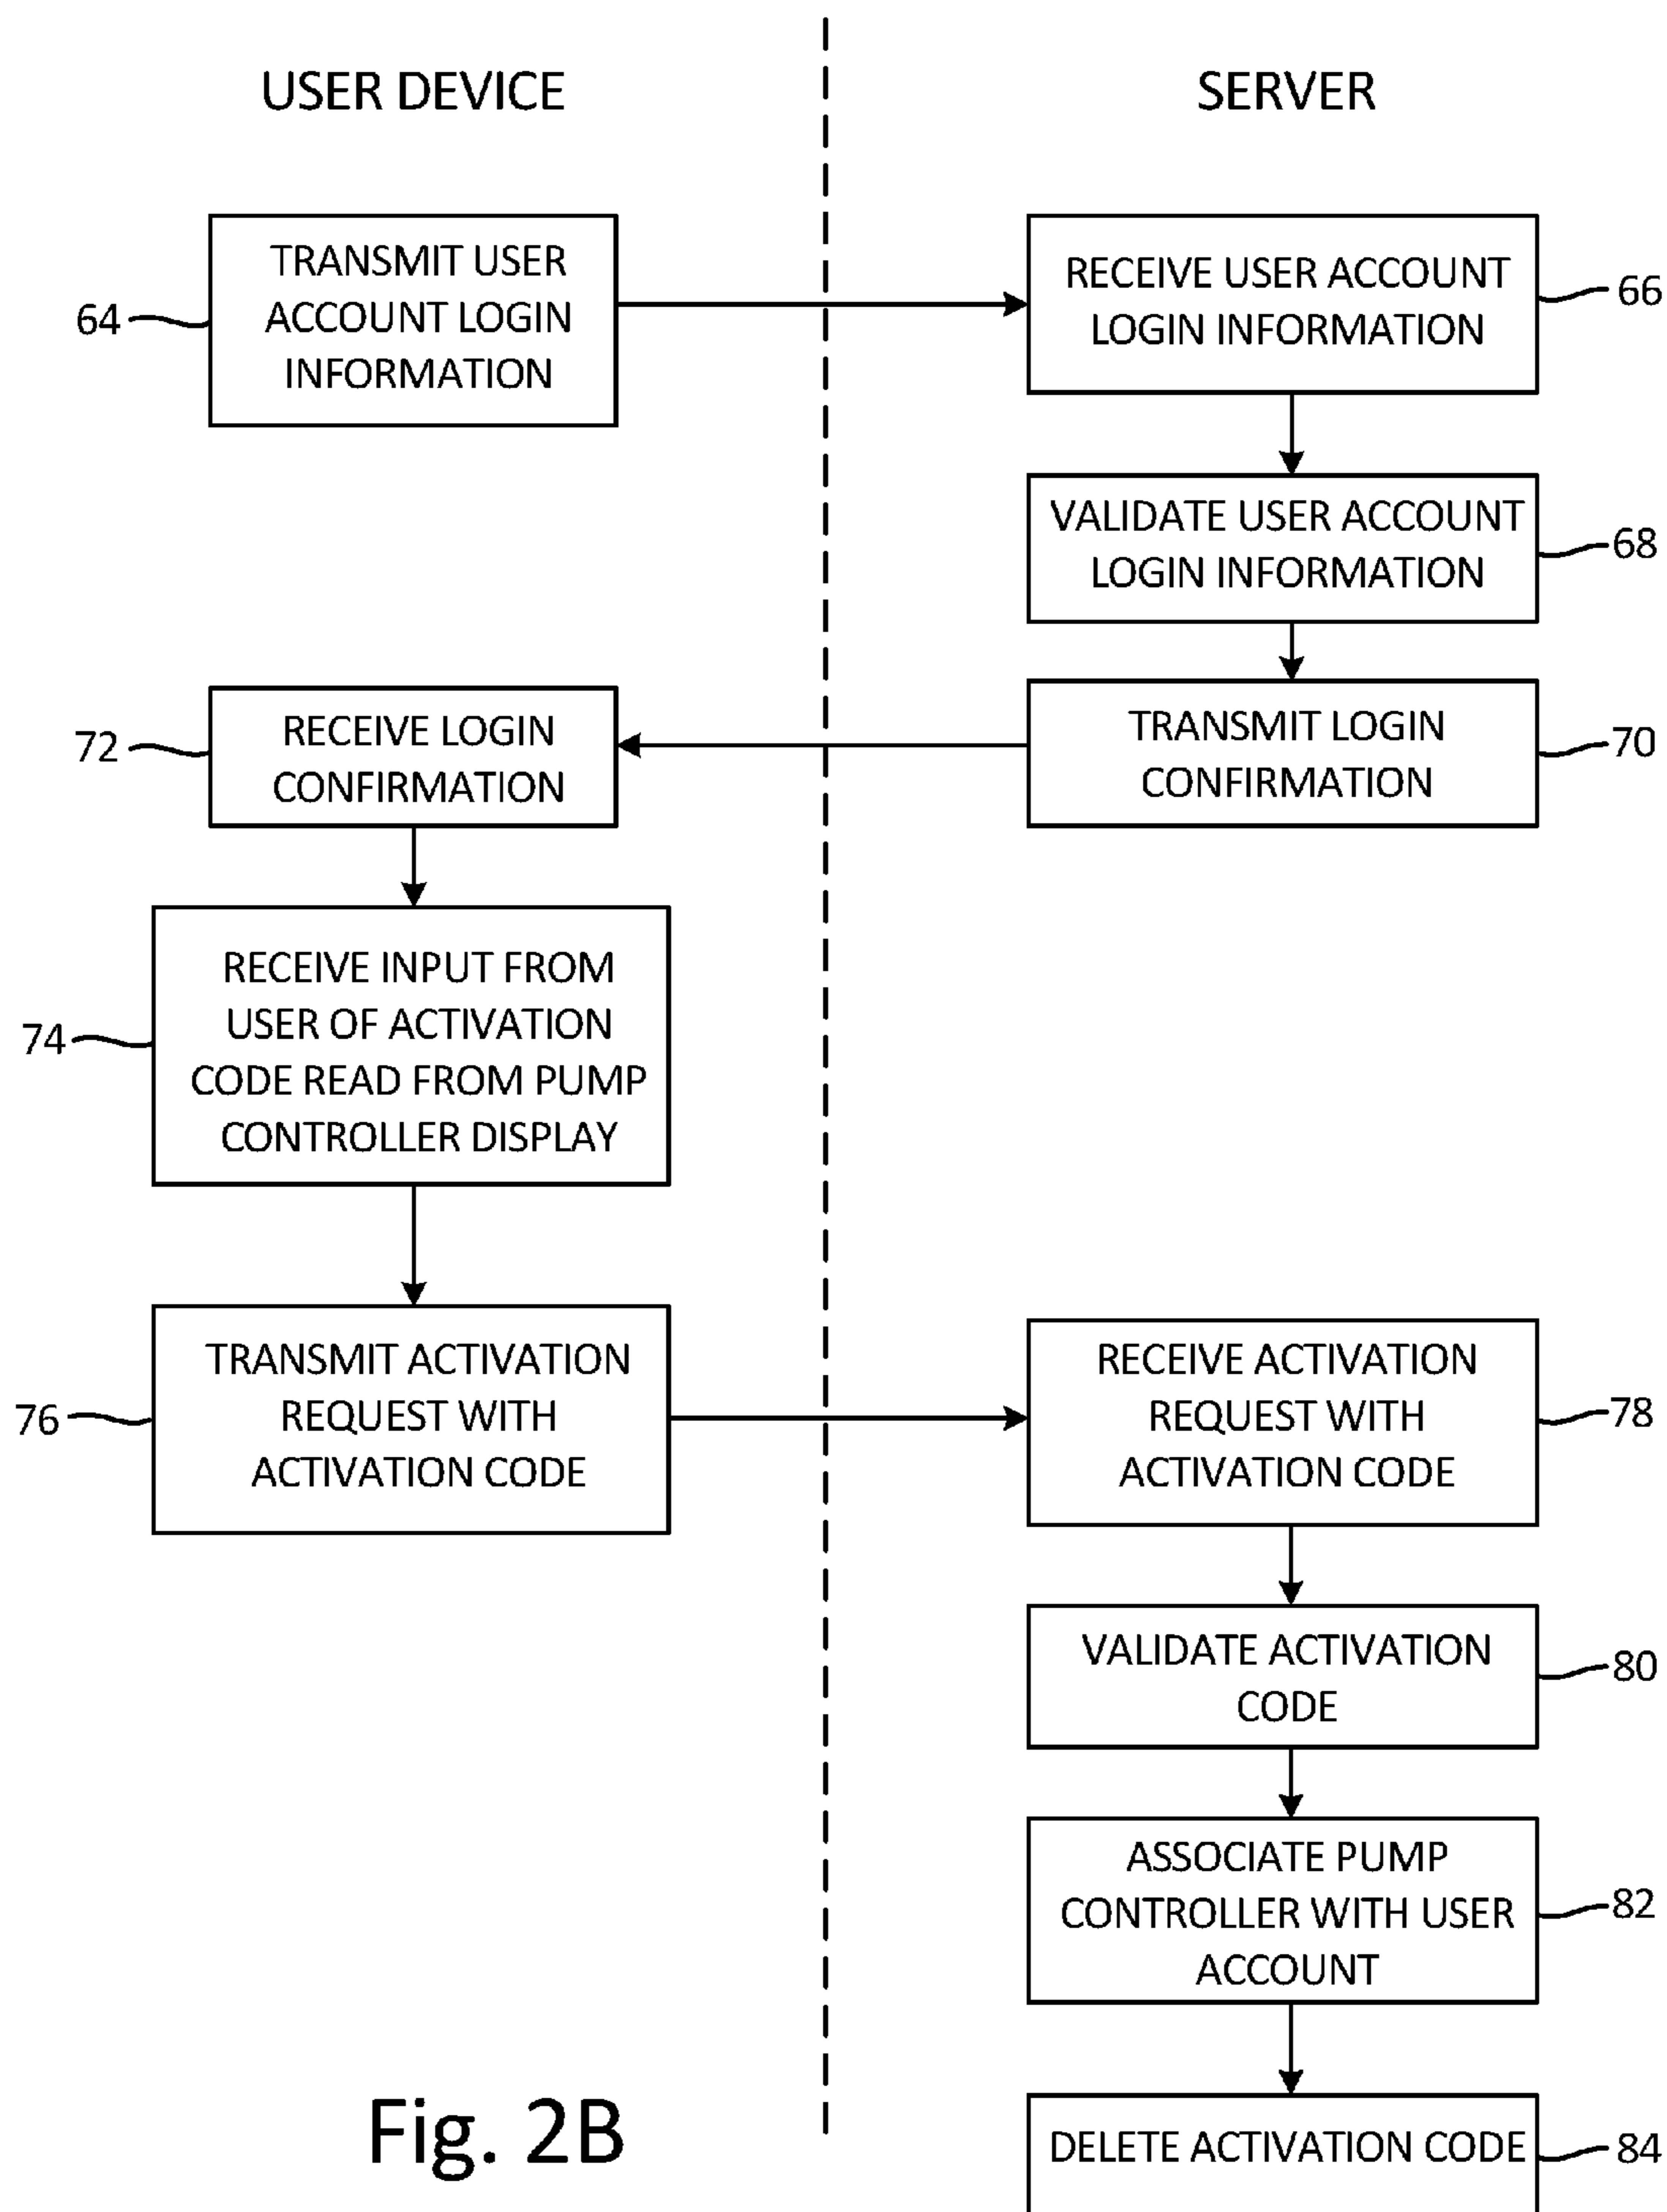 USER DEVICE
SERVER
TRANSMIT USER
ACCOUNT LOGIN
INFORMATION
64
RECEIVE USER ACCOUNT
LOGIN INFORMATION
66
VALIDATE USER ACCOUNT
LOGIN INFORMATION
68
TRANSMIT LOGIN
CONFIRMATION
70
RECEIVE LOGIN
CONFIRMATION
72
RECEIVE INPUT FROM
USER OF ACTIVATION
CODE READ FROM PUMP
CONTROLLER DISPLAY
74
TRANSMIT ACTIVATION
REQUEST WITH
ACTIVATION CODE
76
RECEIVE ACTIVATION
REQUEST WITH
ACTIVATION CODE
78
VALIDATE ACTIVATION
CODE
80
ASSOCIATE PUMP
CONTROLLER WITH USER
ACCOUNT
82
DELETE ACTIVATION CODE
84
Fig. 2B